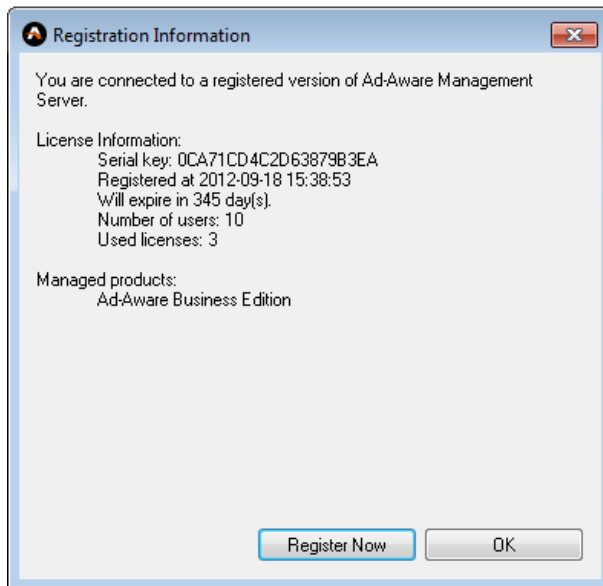 Registration Information
You are connected to a registered version of Ad-Aware Management
Server.
License Information:
Serial key: 0CA71CD4C2D63879B3EA
Registered at 2012-09-18 15:38:53
Will expire in 345 day(s).
Number of users: 10
Used licenses: 3
Managed products:
Ad-Aware Business Edition
Register Now
OK